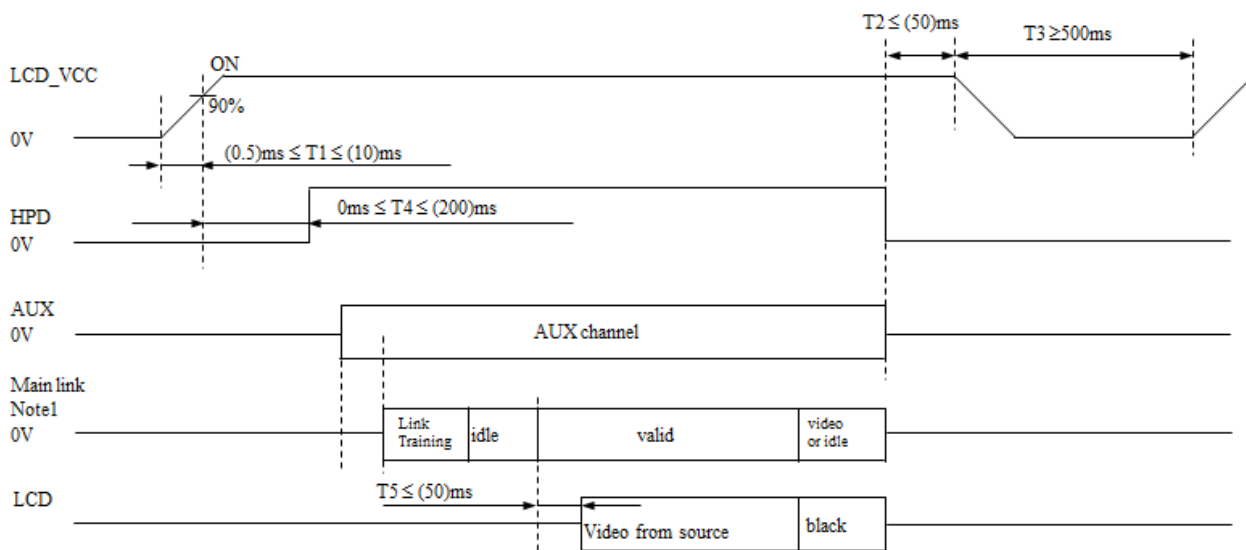 T2 ≤ (50)ms
T3 ≥500ms
ON
LCD_VCC
90%
0V
(0.5)ms ≤ T1 ≤ (10)ms
HPD
0ms ≤ T4 ≤ (200)ms
0V
AUX
0V
AUX channel
Main link
Note1
0V
Link
Training
idle
valid
video
or idle
T5 ≤ (50)ms
LCD
Video from source
black